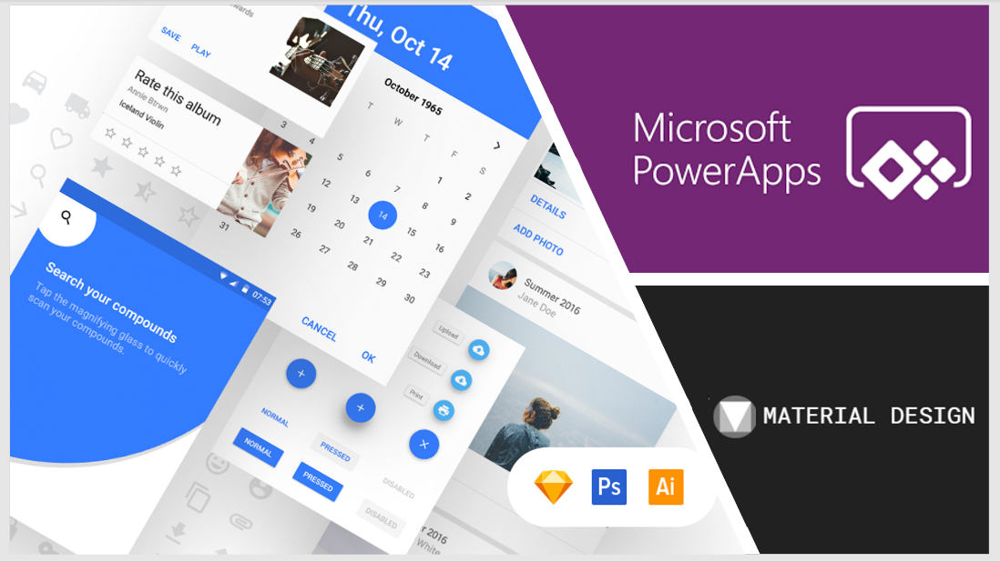 wards
SAVE PLAY
Rate this album
Annie Btrwn
Iceland Violin
Thu, Oct 14
October 1965
T W T F S
1 2
3 4 5 6 7 8 9
12 13 14 15 16
19 20 21 22 23
26 27 28 29 30
31
CANCEL OK
DETAILS
ADD PHOTO
Summer 2016
Jane Doe
07:53
Search your compounds
Tap the magnifying glass to quickly
scan your compounds.
Upload
Download
Print
NORMAL
PRESSED
DISABLED
NORMAL
PRESSED
DISABLED
2016
White
Ps
Ai
Microsoft
PowerApps
MATERIAL DESIGN